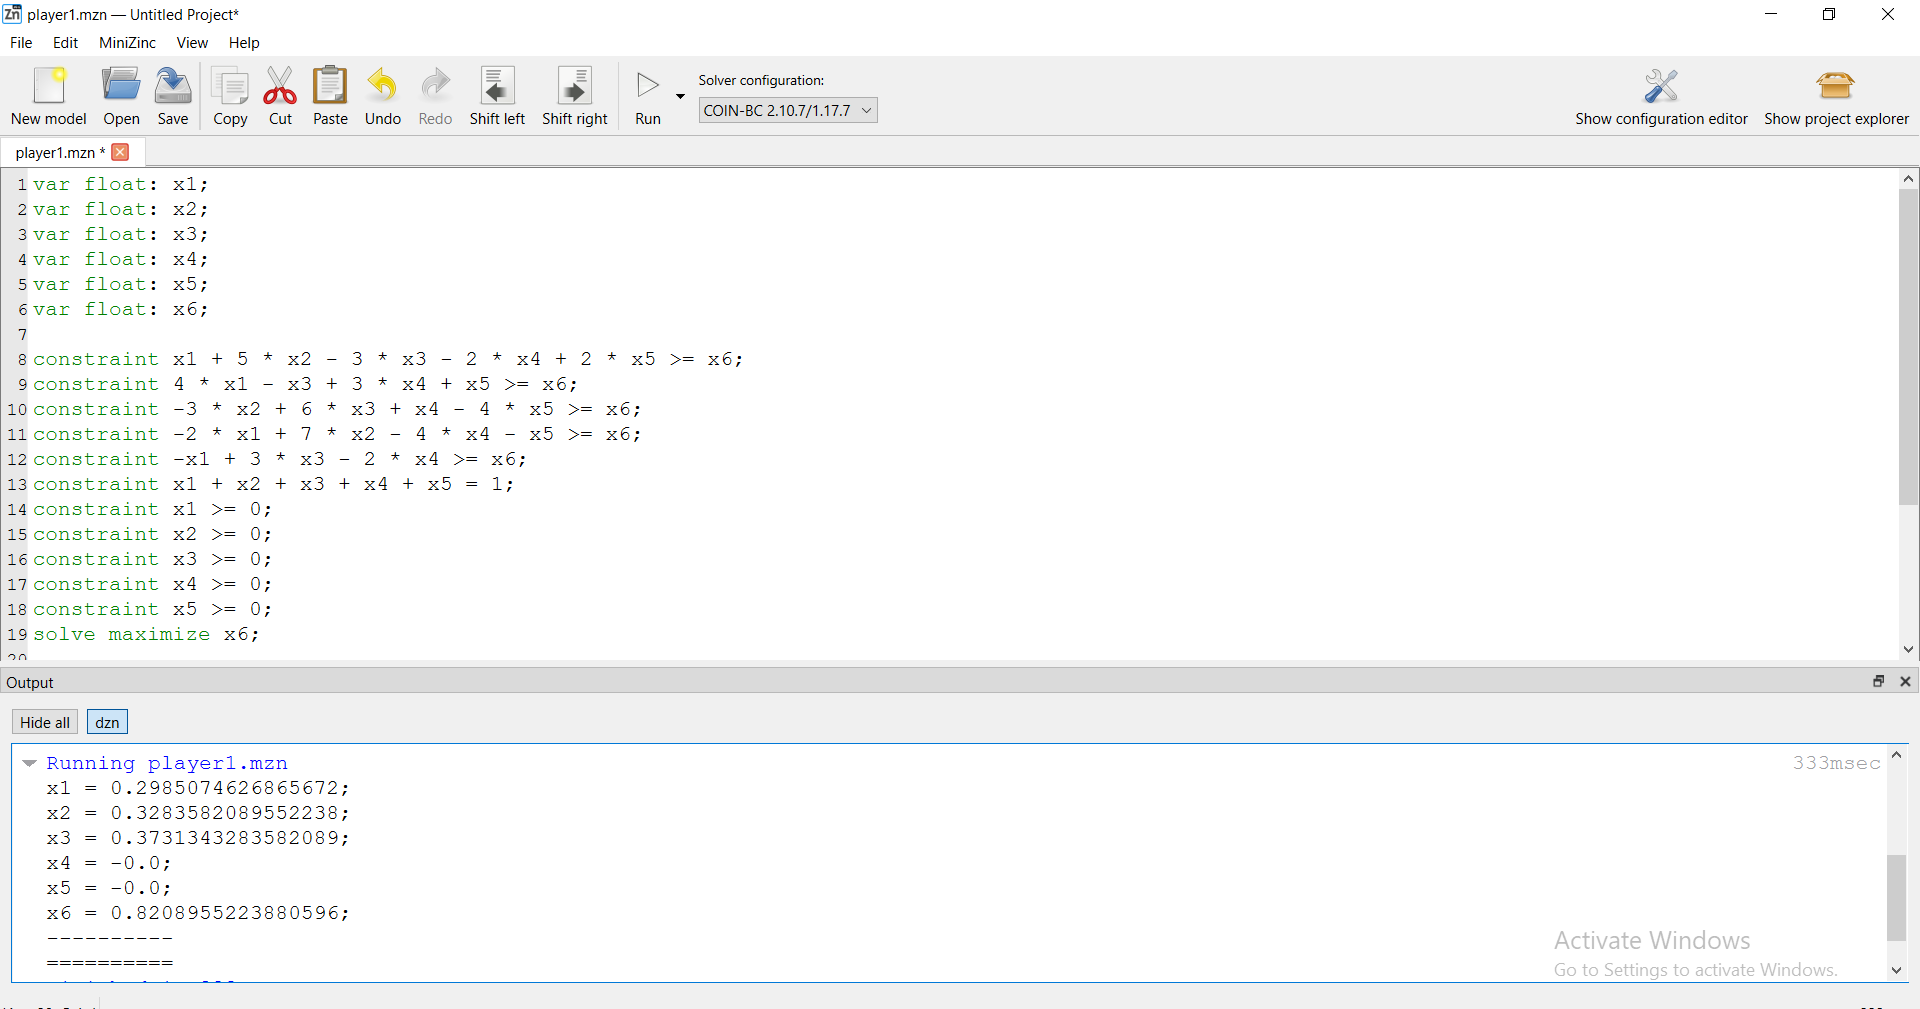 player1.mzn — Untitled Project*
File Edit MiniZinc View Help
New model Open Save Copy Cut Paste Undo Redo Shift left Shift right Run
Solver configuration:
COIN-BC 2.10.7/1.17.7
Show configuration editor Show project explorer
player1.mzn *
1 var float: x1;
2 var float: x2;
3 var float: x3;
4 var float: x4;
5 var float: x5;
6 var float: x6;
7
8 constraint x1 + 5 * x2 - 3 * x3 - 2 * x4 + 2 * x5 >= x6;
9 constraint 4 * x1 - x3 + 3 * x4 + x5 >= x6;
10 constraint -3 * x2 + 6 * x3 + x4 - 4 * x5 >= x6;
11 constraint -2 * x1 + 7 * x2 - 4 * x4 - x5 >= x6;
12 constraint -x1 + 3 * x3 - 2 * x4 >= x6;
13 constraint x1 + x2 + x3 + x4 + x5 = 1;
14 constraint x1 >= 0;
15 constraint x2 >= 0;
16 constraint x3 >= 0;
17 constraint x4 >= 0;
18 constraint x5 >= 0;
19 solve maximize x6;
20
Output
Hide all dzn
Running player1.mzn 333msec
x1 = 0.2985074626865672;
x2 = 0.3283582089552238;
x3 = 0.3731343283582089;
x4 = -0.0;
x5 = -0.0;
x6 = 0.8208955223880596;
----------
==========
Activate Windows
Go to Settings to activate Windows.